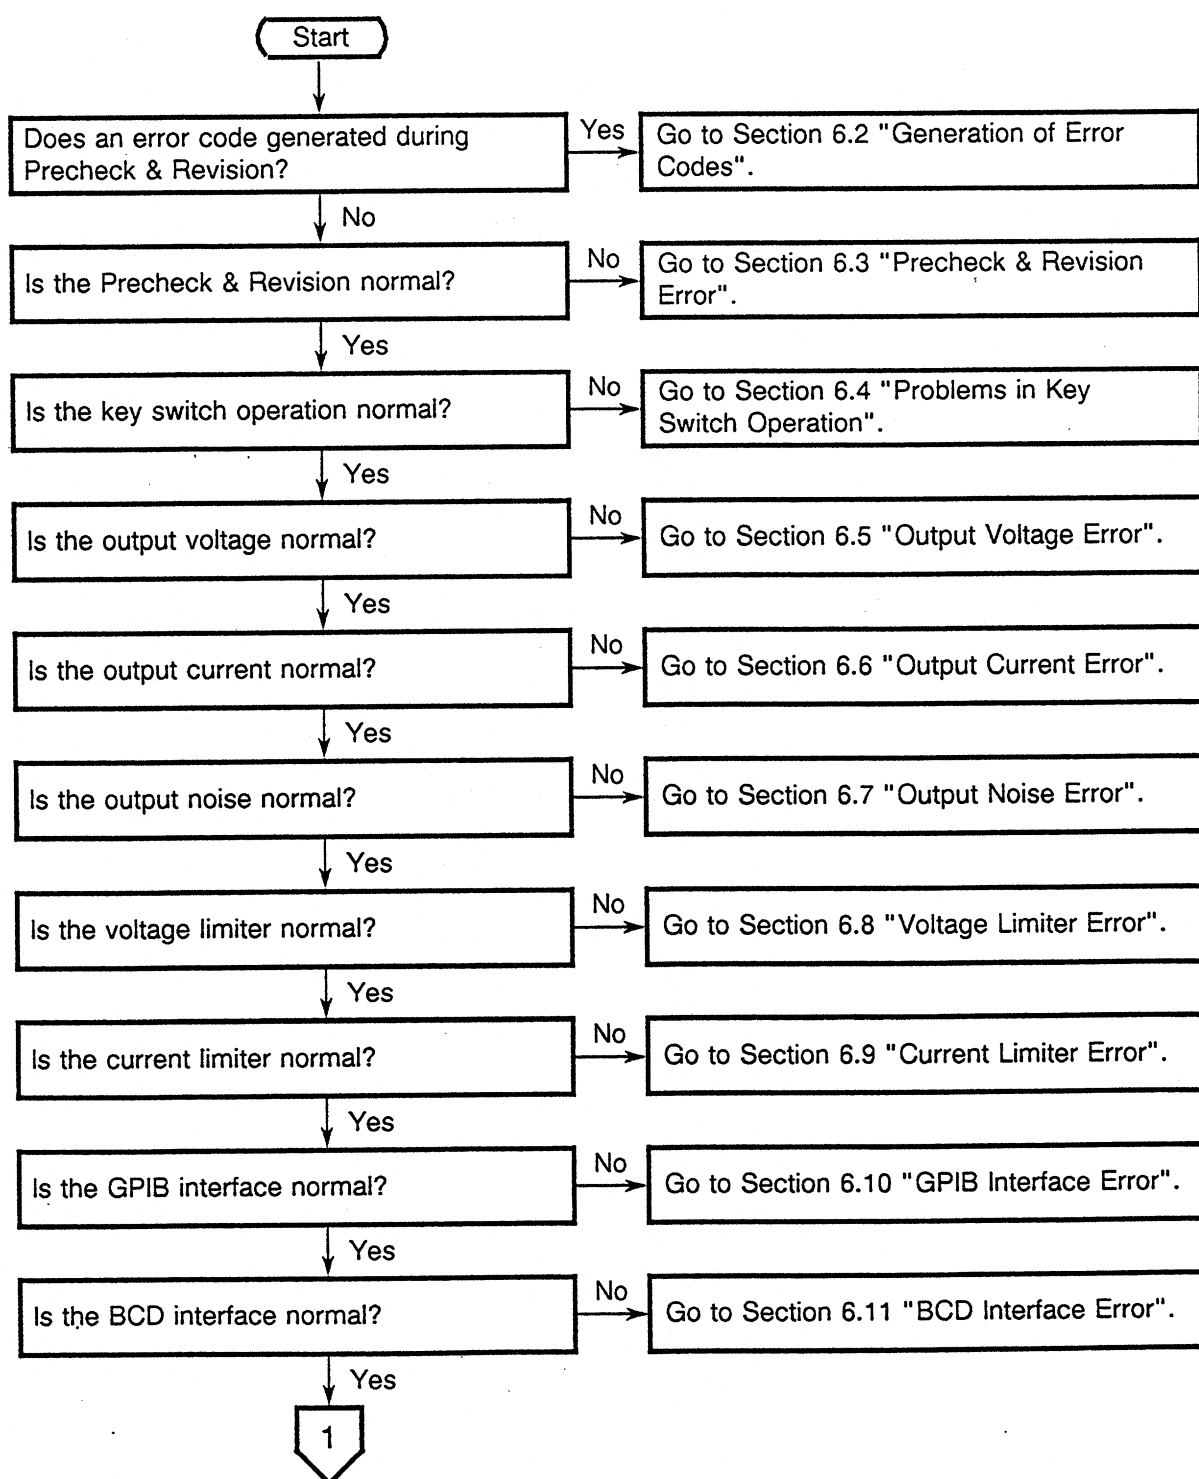 Start
Does an error code generated during
Precheck & Revision?
Yes
Go to Section 6.2 "Generation of Error
Codes".
No
Is the Precheck & Revision normal?
No
Go to Section 6.3 "Precheck & Revision
Error".
Yes
Is the key switch operation normal?
No
Go to Section 6.4 "Problems in Key
Switch Operation".
Yes
Is the output voltage normal?
No
Go to Section 6.5 "Output Voltage Error".
Yes
Is the output current normal?
No
Go to Section 6.6 "Output Current Error".
Yes
Is the output noise normal?
No
Go to Section 6.7 "Output Noise Error".
Yes
Is the voltage limiter normal?
No
Go to Section 6.8 "Voltage Limiter Error".
Yes
Is the current limiter normal?
No
Go to Section 6.9 "Current Limiter Error".
Yes
Is the GPIB interface normal?
No
Go to Section 6.10 "GPIB Interface Error".
Yes
Is the BCD interface normal?
No
Go to Section 6.11 "BCD Interface Error".
Yes
1